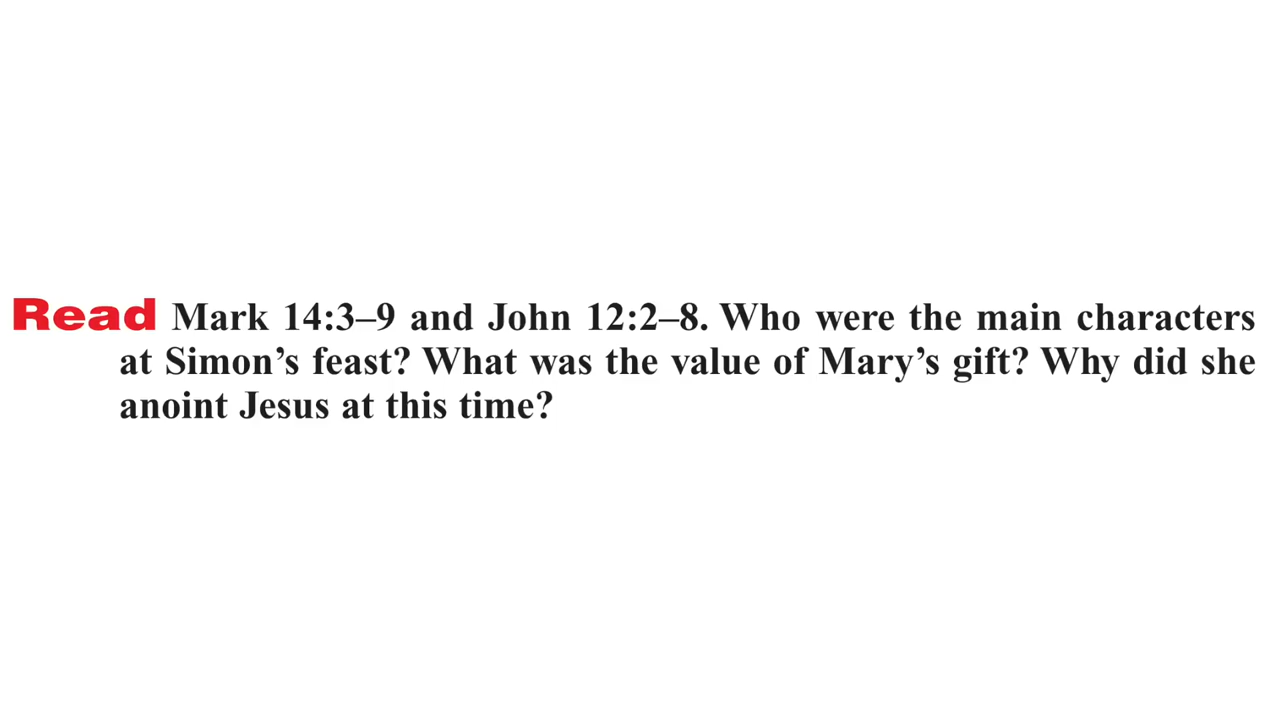 Read Mark 14:3–9 and John 12:2–8. Who were the main characters
at Simon’s feast? What was the value of Mary’s gift? Why did she
anoint Jesus at this time?